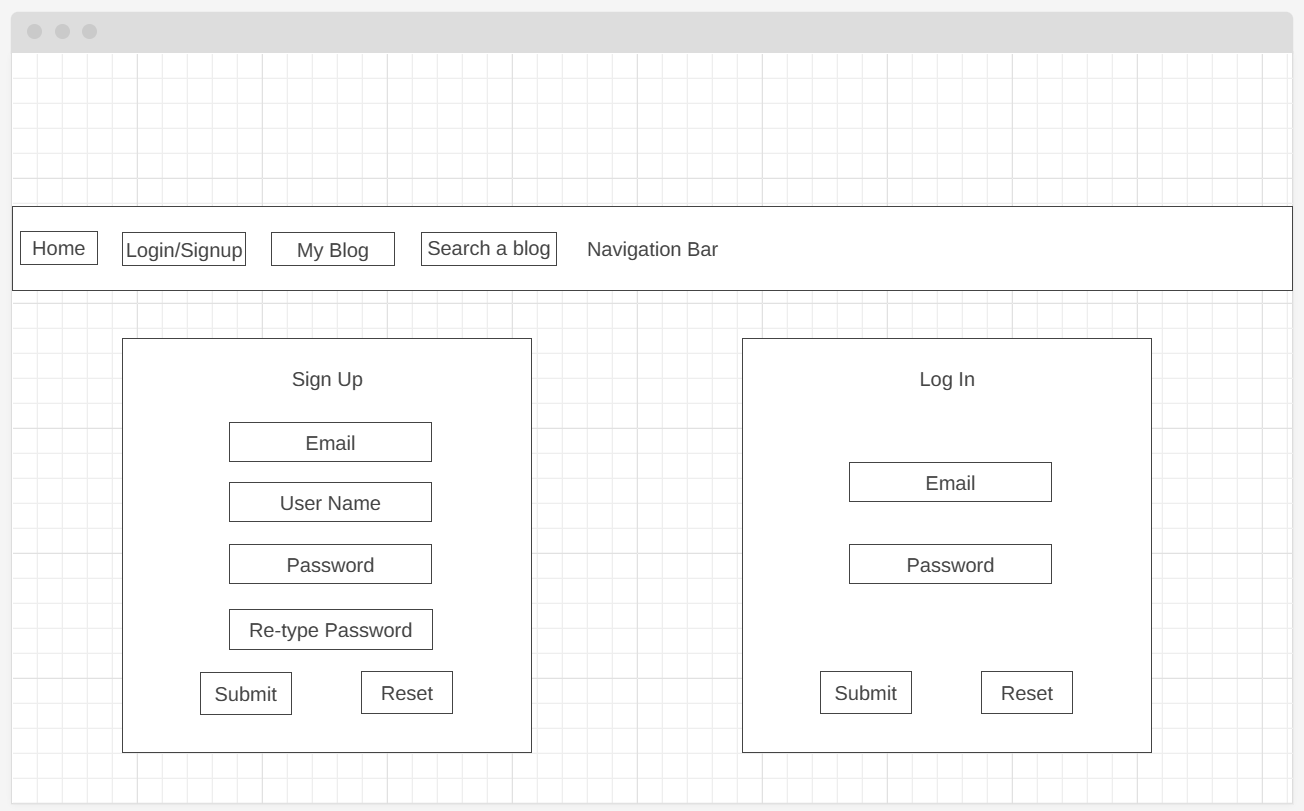 Home
Login/Signup
My Blog
Search a blog
Navigation Bar
Sign Up
Email
User Name
Password
Re-type Password
Submit
Reset
Log In
Email
Password
Submit
Reset